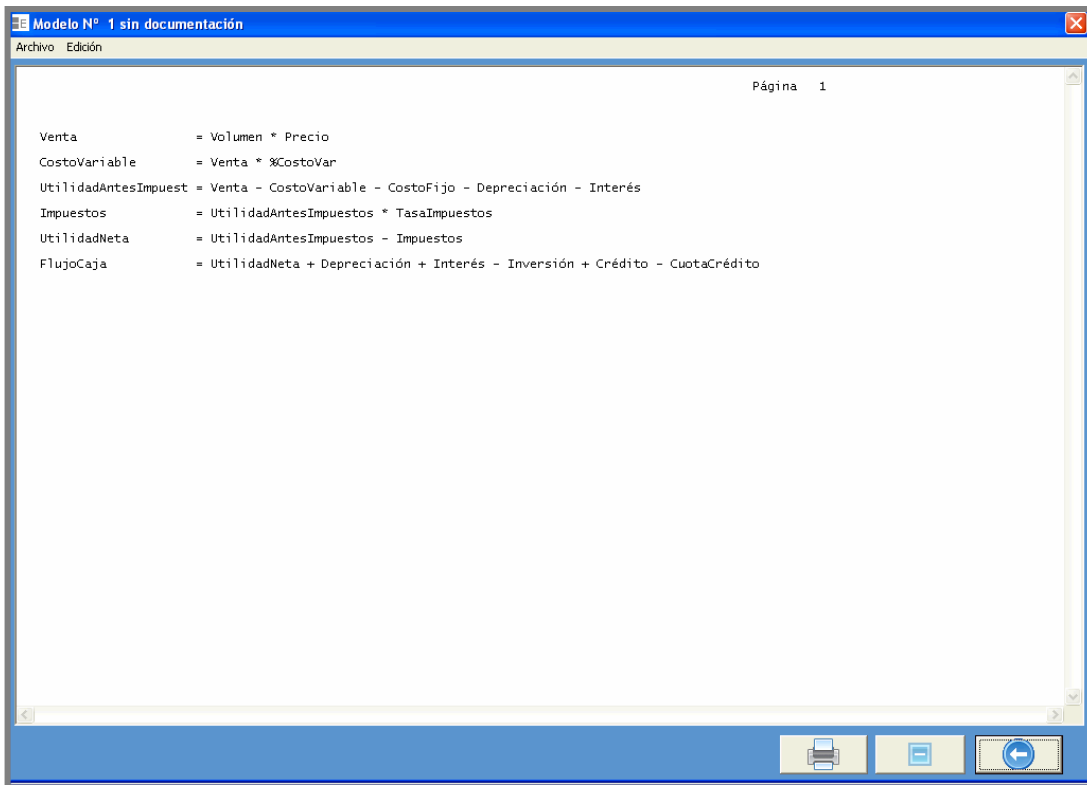 Modelo Nº 1 sin documentación
Archivo Edición
Página 1
Venta = Volumen * Precio
CostoVariable = Venta * %CostoVar
UtilidadAntesImpuest = Venta - CostoVariable - CostoFijo - Depreciación - Interés
Impuestos = UtilidadAntesImpuestos * TasaImpuestos
UtilidadNeta = UtilidadAntesImpuestos - Impuestos
FlujoCaja = UtilidadNeta + Depreciación + Interés - Inversión + Crédito - CuotaCrédito